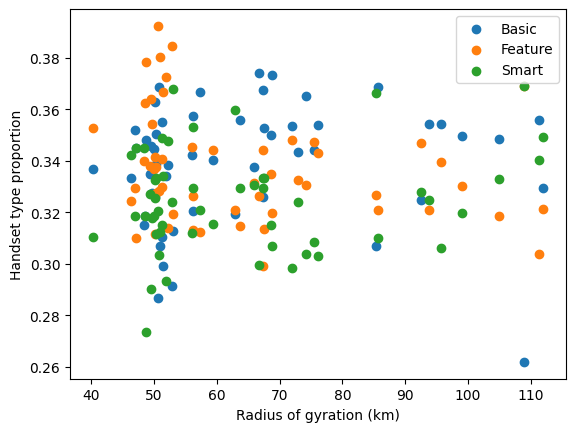 Basic
Feature
Smart
0.38
0.36
0.34
0.32
0.30
0.28
0.26
Handset type proportion
40 50 60 70 80 90 100 110
Radius of gyration (km)